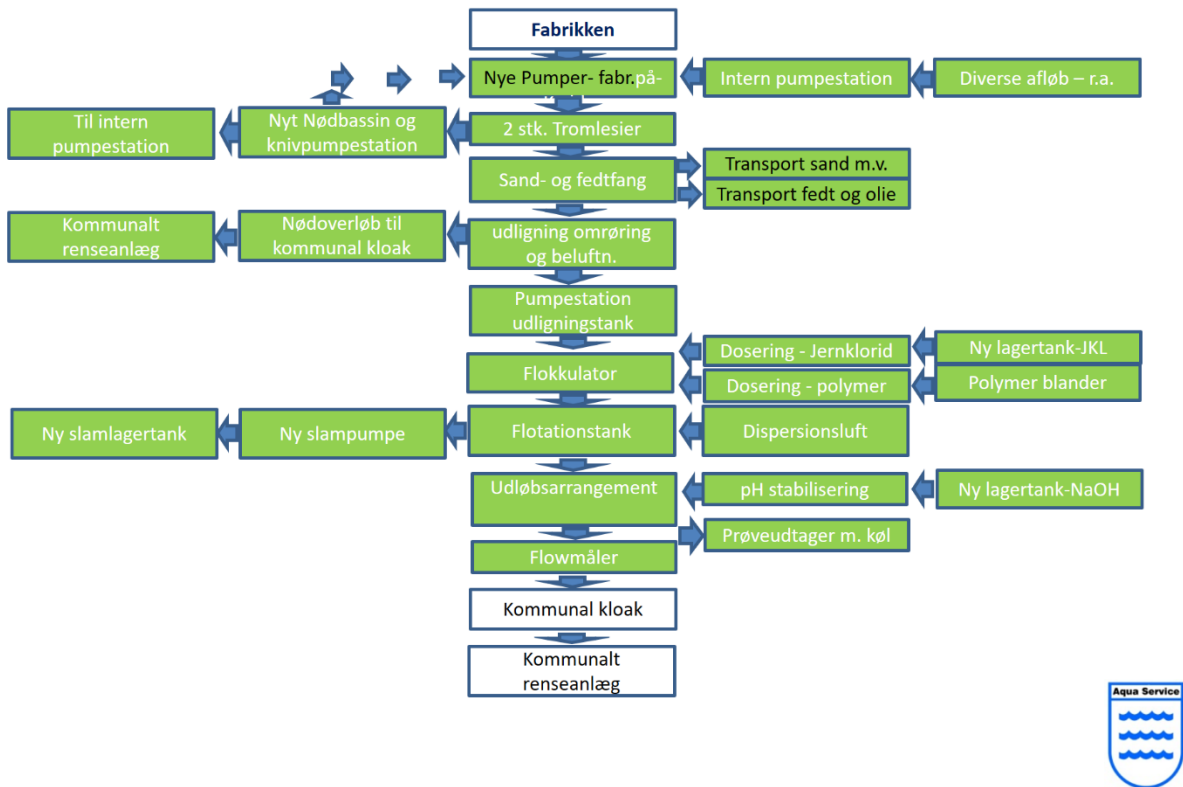 Fabrikken
Nye Pumper- fabr.på-
Intern pumpestation
Diverse afløb – r.a.
Til intern
pumpestation
Nyt Nødbassin og
knivpumpestation
2 stk. Tromlesier
Sand- og fedtfang
Transport sand m.v.
Transport fedt og olie
Kommunalt
renseanlæg
Nødoverløb til
kommunal kloak
udligning omrøring
og beluftn.
Pumpestation
udligningstank
Flokkulator
Dosering - Jernklorid
Ny lagertank-JKL
Dosering - polymer
Polymer blander
Ny slamlagertank
Ny slampumpe
Flotationstank
Dispersionsluft
Udløbsarrangement
pH stabilisering
Ny lagertank-NaOH
Prøveudtager m. køl
Flowmåler
Kommunal kloak
Kommunalt
renseanlæg
Aqua Service